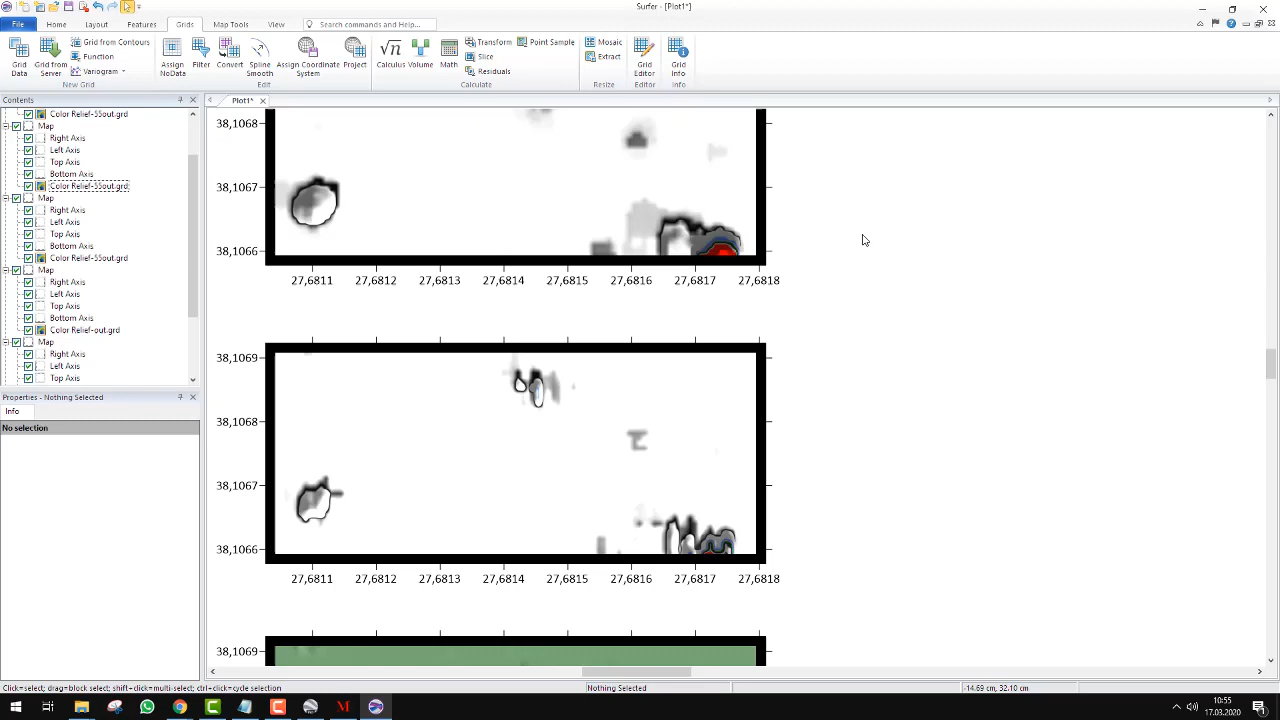 Surfer - [Plot1*]
File Home Layout Features Grids Map Tools View Search commands and Help...
Grid Data
Grid from Server
Grid from Contours
Function
Variogram
New Grid
Assign NoData
Filter
Convert
Spline Smooth
Assign Coordinate System
Project
Edit
Calculus
Volume
Math
Transform
Slice
Residuals
Point Sample
Calculate
Mosaic
Extract
Resize
Grid Editor
Editor
Grid Info
Info
Contents
Plot1*
Color Relief-55out.grd
Map
Right Axis
Left Axis
Top Axis
Bottom Axis
Color Relief-55out.grd
Map
Right Axis
Left Axis
Top Axis
Bottom Axis
Color Relief-55out.grd
Map
Right Axis
Left Axis
Top Axis
Bottom Axis
Color Relief-out.grd
Map
Right Axis
Left Axis
Top Axis
Properties - Nothing Selected
Info
No selection
38,1068
38,1067
38,1066
27,6811 27,6812 27,6813 27,6814 27,6815 27,6816 27,6817 27,6818
38,1069
38,1068
38,1067
38,1066
27,6811 27,6812 27,6813 27,6814 27,6815 27,6816 27,6817 27,6818
38,1069
Click=select; drag=block select; shift+click=multi-select; ctrl+click=cycle selection
Nothing Selected
-14.69 cm, 32.10 cm
10:55
17.03.2020